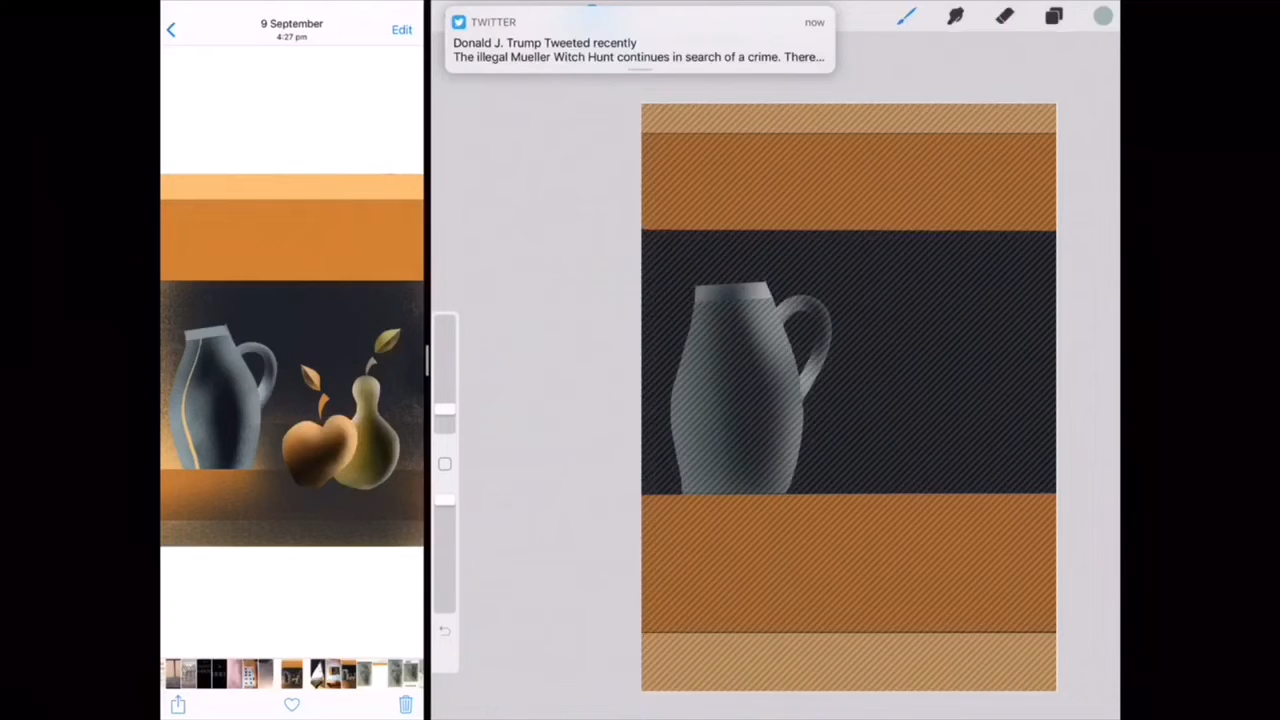 9 September
4:27 pm
Edit
TWITTER
now
Donald J. Trump Tweeted recently
The illegal Mueller Witch Hunt continues in search of a crime. There...